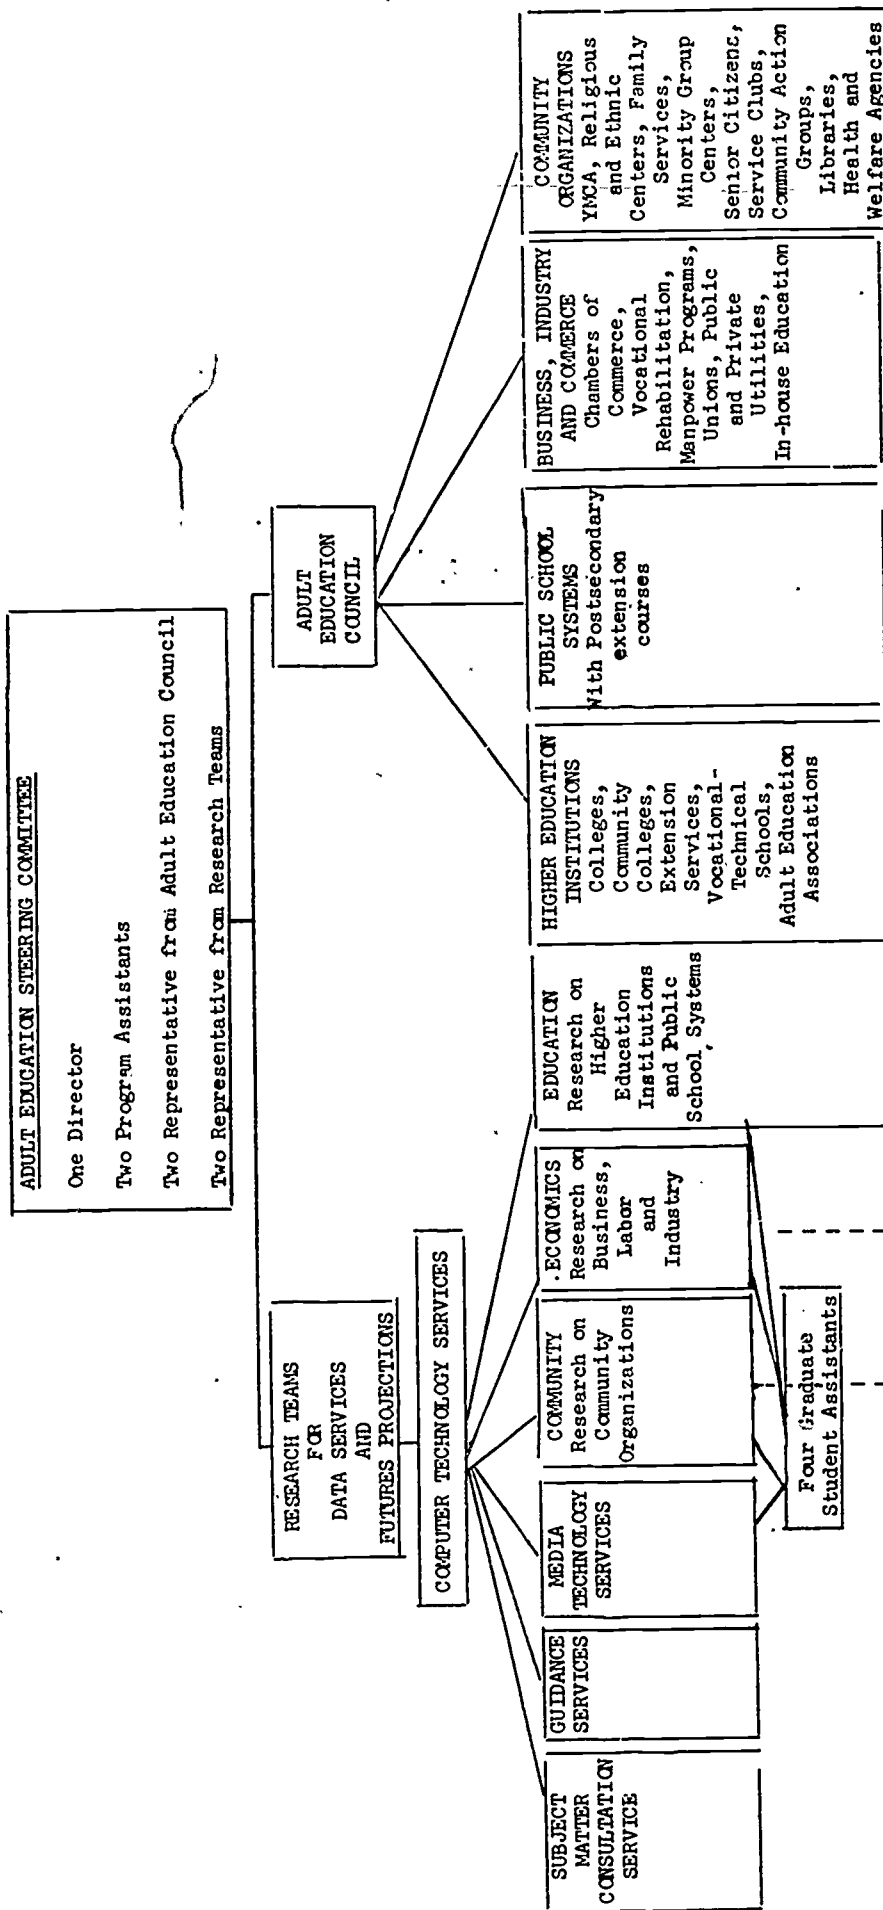 ADULT EDUCATION STEERING COMMITTEE
One Director
Two Program Assistants
Two Representative from Adult Education Council
Two Representative from Research Teams
RESEARCH TEAMS
FOR
DATA SERVICES
AND
FUTURES PROJECTIONS
ADULT
EDUCATION
COUNCIL
COMPUTER TECHNOLOGY SERVICES
SUBJECT
MATTER
CONSULTATION
SERVICE
GUIDANCE
SERVICES
MEDIA
TECHNOLOGY
SERVICES
COMMUNITY
Research on
Community
Organizations
ECONOMICS
Research on
Business,
Labor
and
Industry
EDUCATION
Research on
Higher
Education
Institutions
and Public
School Systems
HIGHER EDUCATION
INSTITUTIONS
Colleges,
Community
Colleges,
Extension
Services,
Vocational-
Technical
Schools,
Adult Education
Associations
PUBLIC SCHOOL
SYSTEMS
With Postsecondary
extension
courses
BUSINESS, INDUSTRY
AND COMMERCE
Chambers of
Commerce,
Vocational
Rehabilitation,
Manpower Programs,
Unions, Public
and Private
Utilities,
In-house Education
COMMUNITY
ORGANIZATIONS
YMCA, Religious
and Ethnic
Centers, Family
Services,
Minority Group
Centers,
Senior Citizens,
Service Clubs,
Community Action
Groups,
Libraries,
Health and
Welfare Agencies
Four Graduate
Student Assistants